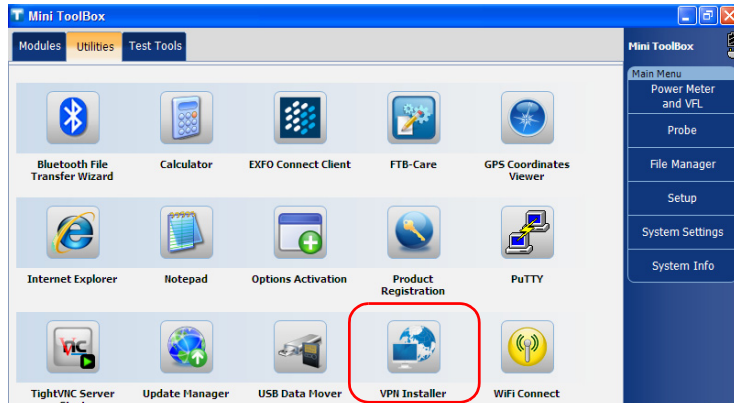 Mini ToolBox
Modules Utilities Test Tools
Bluetooth File
Transfer Wizard
Calculator
EXFO Connect Client
FTB-Care
GPS Coordinates
Viewer
Internet Explorer
Notepad
Options Activation
Product
Registration
PuTTY
TightVNC Server
Update Manager
USB Data Mover
VPN Installer
WiFi Connect
Mini ToolBox
Main Menu
Power Meter
and VFL
Probe
File Manager
Setup
System Settings
System Info